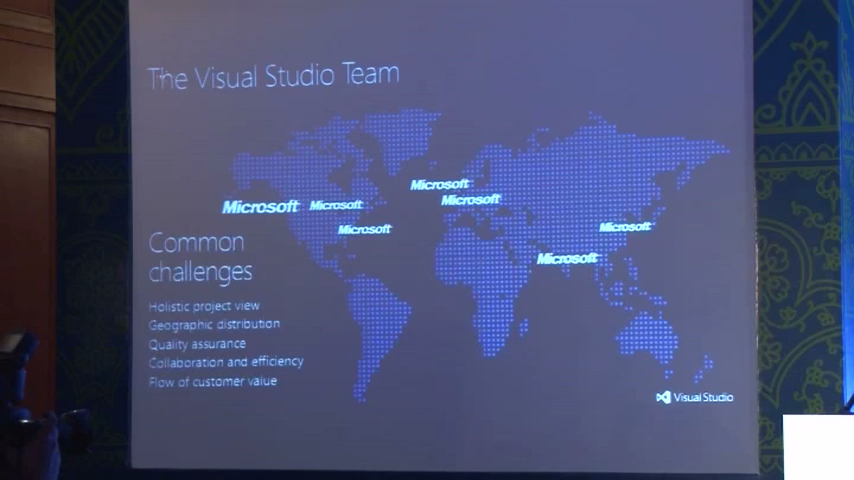 The Visual Studio Team
Microsoft
Microsoft
Microsoft
Microsoft
Microsoft
Microsoft
Microsoft
Common
challenges
Holistic project view
Geographic distribution
Quality assurance
Collaboration and efficiency
Flow of customer value
Visual Studio